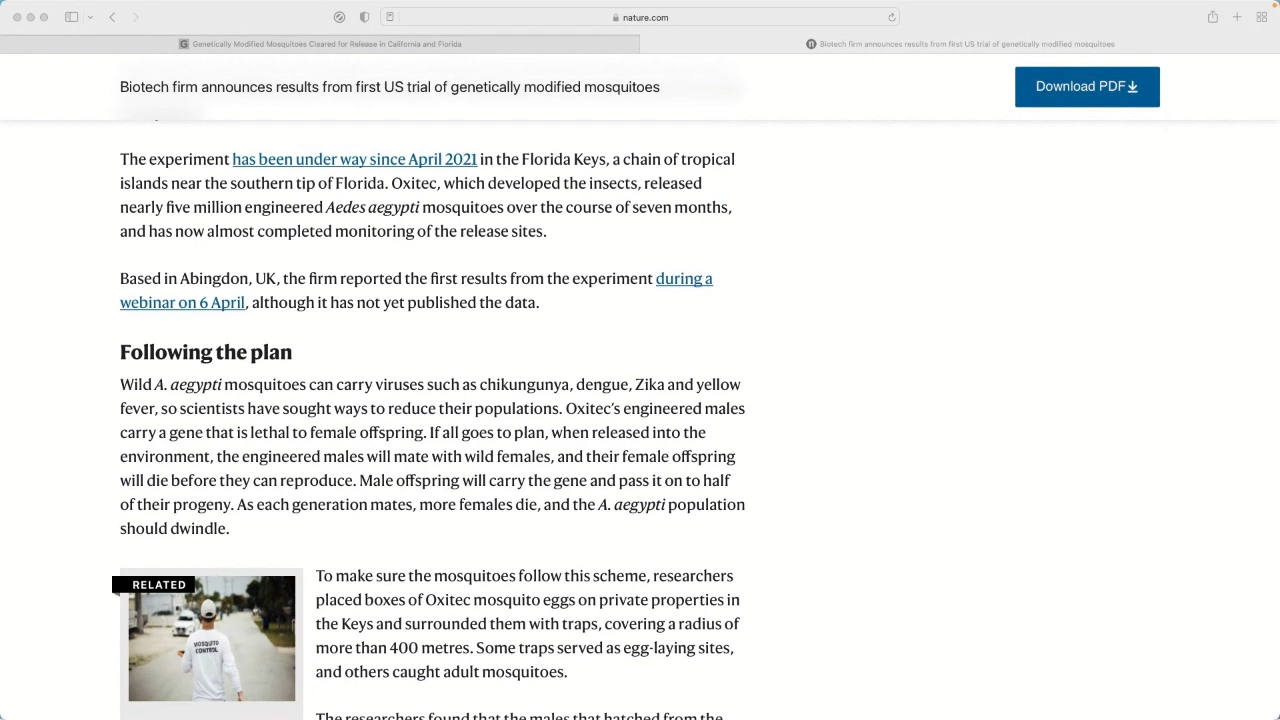 nature.com
Genetically Modified Mosquitoes Cleared for Release in California and Florida
Biotech firm announces results from first US trial of genetically modified mosquitoes
Biotech firm announces results from first US trial of genetically modified mosquitoes
Download PDF
The experiment has been under way since April 2021 in the Florida Keys, a chain of tropical
islands near the southern tip of Florida. Oxitec, which developed the insects, released
nearly five million engineered Aedes aegypti mosquitoes over the course of seven months,
and has now almost completed monitoring of the release sites.
Based in Abingdon, UK, the firm reported the first results from the experiment during a
webinar on 6 April, although it has not yet published the data.
Following the plan
Wild A. aegypti mosquitoes can carry viruses such as chikungunya, dengue, Zika and yellow
fever, so scientists have sought ways to reduce their populations. Oxitec’s engineered males
carry a gene that is lethal to female offspring. If all goes to plan, when released into the
environment, the engineered males will mate with wild females, and their female offspring
will die before they can reproduce. Male offspring will carry the gene and pass it on to half
of their progeny. As each generation mates, more females die, and the A. aegypti population
should dwindle.
RELATED
MOSQUITO
CONTROL
To make sure the mosquitoes follow this scheme, researchers
placed boxes of Oxitec mosquito eggs on private properties in
the Keys and surrounded them with traps, covering a radius of
more than 400 metres. Some traps served as egg-laying sites,
and others caught adult mosquitoes.
The researchers found that the males that hatched from the